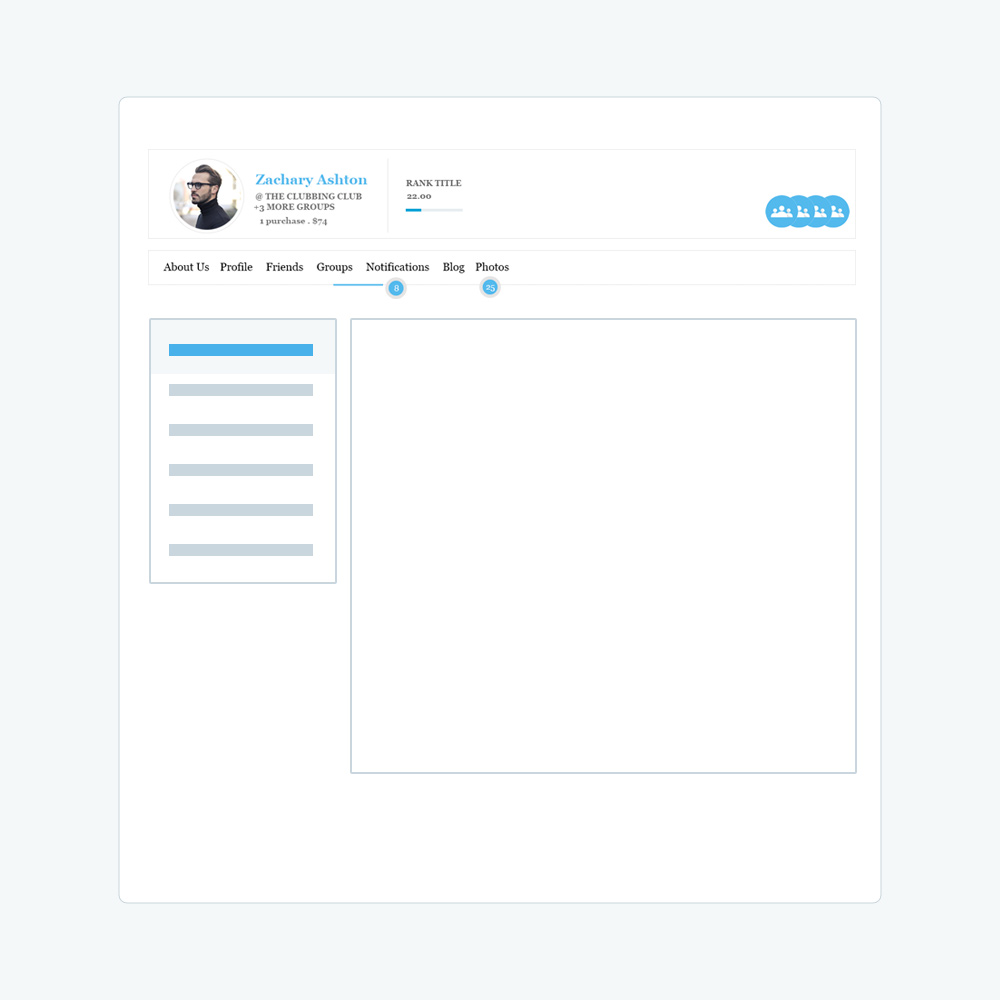 Zachary Ashton
@ THE CLUBBING CLUB
+3 MORE GROUPS
1 purchase . $74
RANK TITLE
22.00
About Us Profile Friends Groups Notifications Blog Photos
8 25